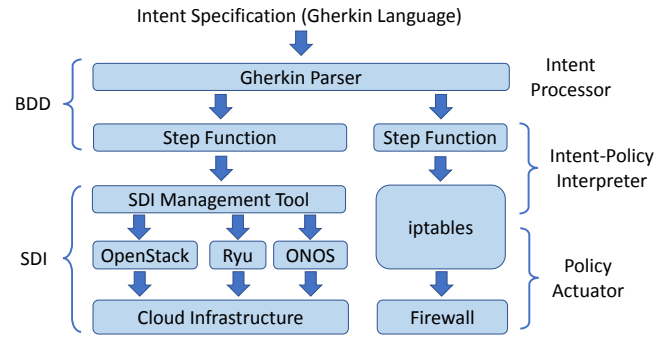 Intent Specification (Gherkin Language)
Gherkin Parser
Intent
Processor
BDD
Step Function
Step Function
Intent-Policy
Interpreter
SDI Management Tool
iptables
SDI
OpenStack
Ryu
ONOS
Policy
Actuator
Cloud Infrastructure
Firewall